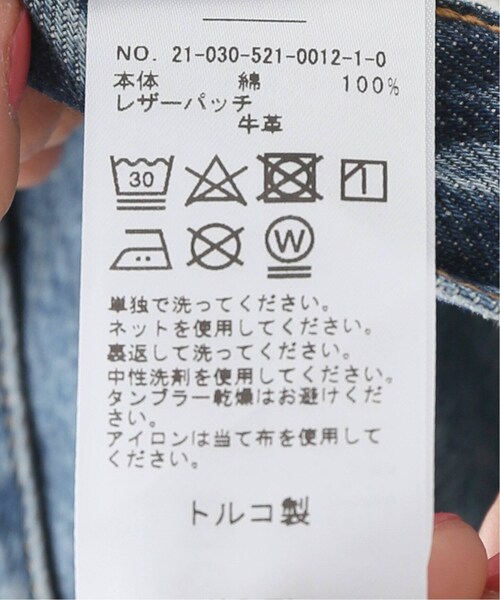 トルコ製
NO. 21-030-521-0012-1-0
本体 綿 100%
レザーパッチ
牛革
30
W
単独で洗ってください。
ネットを使用してください。
裏返して洗ってください。
中性洗剤を使用してください。
タンブラー乾燥はお避けくだ
さい。
アイロンは当て布を使用して
ください。
トルコ製